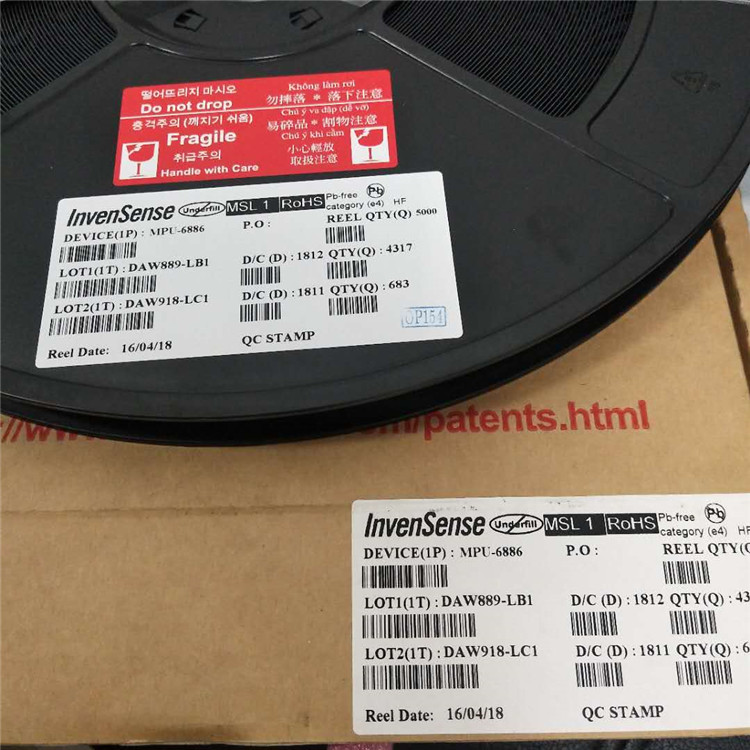 떨어뜨리지 마시오
Do not drop
충격주의 (깨지기 쉬움)
Fragile
취급주의
Handle with Care
Không làm rơi
勿摔落 * 落下注意
Chú ý va đập (dễ vỡ)
易碎品 * 割物注意
Chú ý khi cầm
小心輕放
取扱注意
InvenSense Underfill MSL 1 RoHS Pb-free category (e4) Pb HF
DEVICE(1P) : MPU-6886 P.O : REEL QTY(Q) 5000
LOT1(1T) : DAW889-LB1 D/C (D) : 1812 QTY(Q) : 4317
LOT2(1T) : DAW918-LC1 D/C (D) : 1811 QTY(Q) : 683
OP154
Reel Date: 16/04/18 QC STAMP
/patents.html
InvenSense Underfill MSL 1 RoHS Pb-free category (e4) Pb HF
DEVICE(1P) : MPU-6886 P.O : REEL QTY(Q
LOT1(1T) : DAW889-LB1 D/C (D) : 1812 QTY(Q) : 43
LOT2(1T) : DAW918-LC1 D/C (D) : 1811 QTY(Q) : 6
Reel Date: 16/04/18 QC STAMP